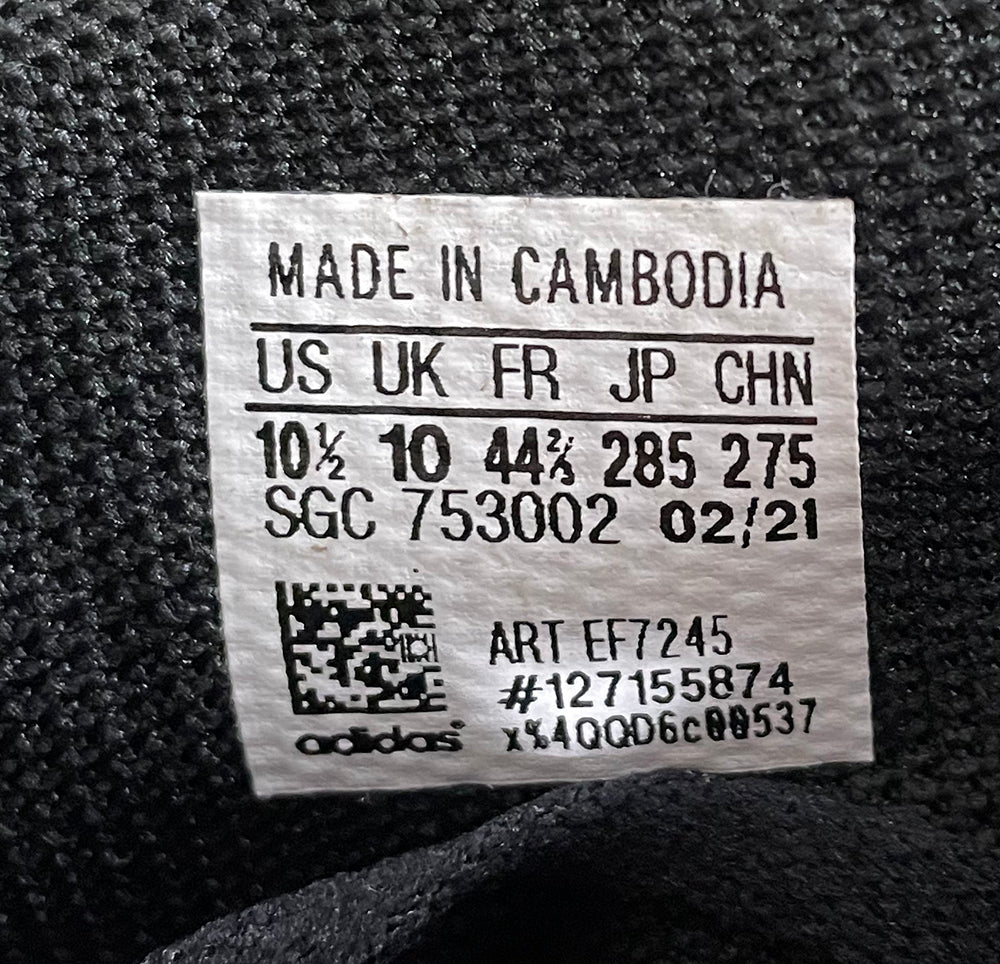 MADE IN CAMBODIA
US UK FR JP CHN
10½ 10 44⅔ 285 275
SGC 753002 02/21
ART EF7245
#127155874
x%4QQD6c00537
adidas